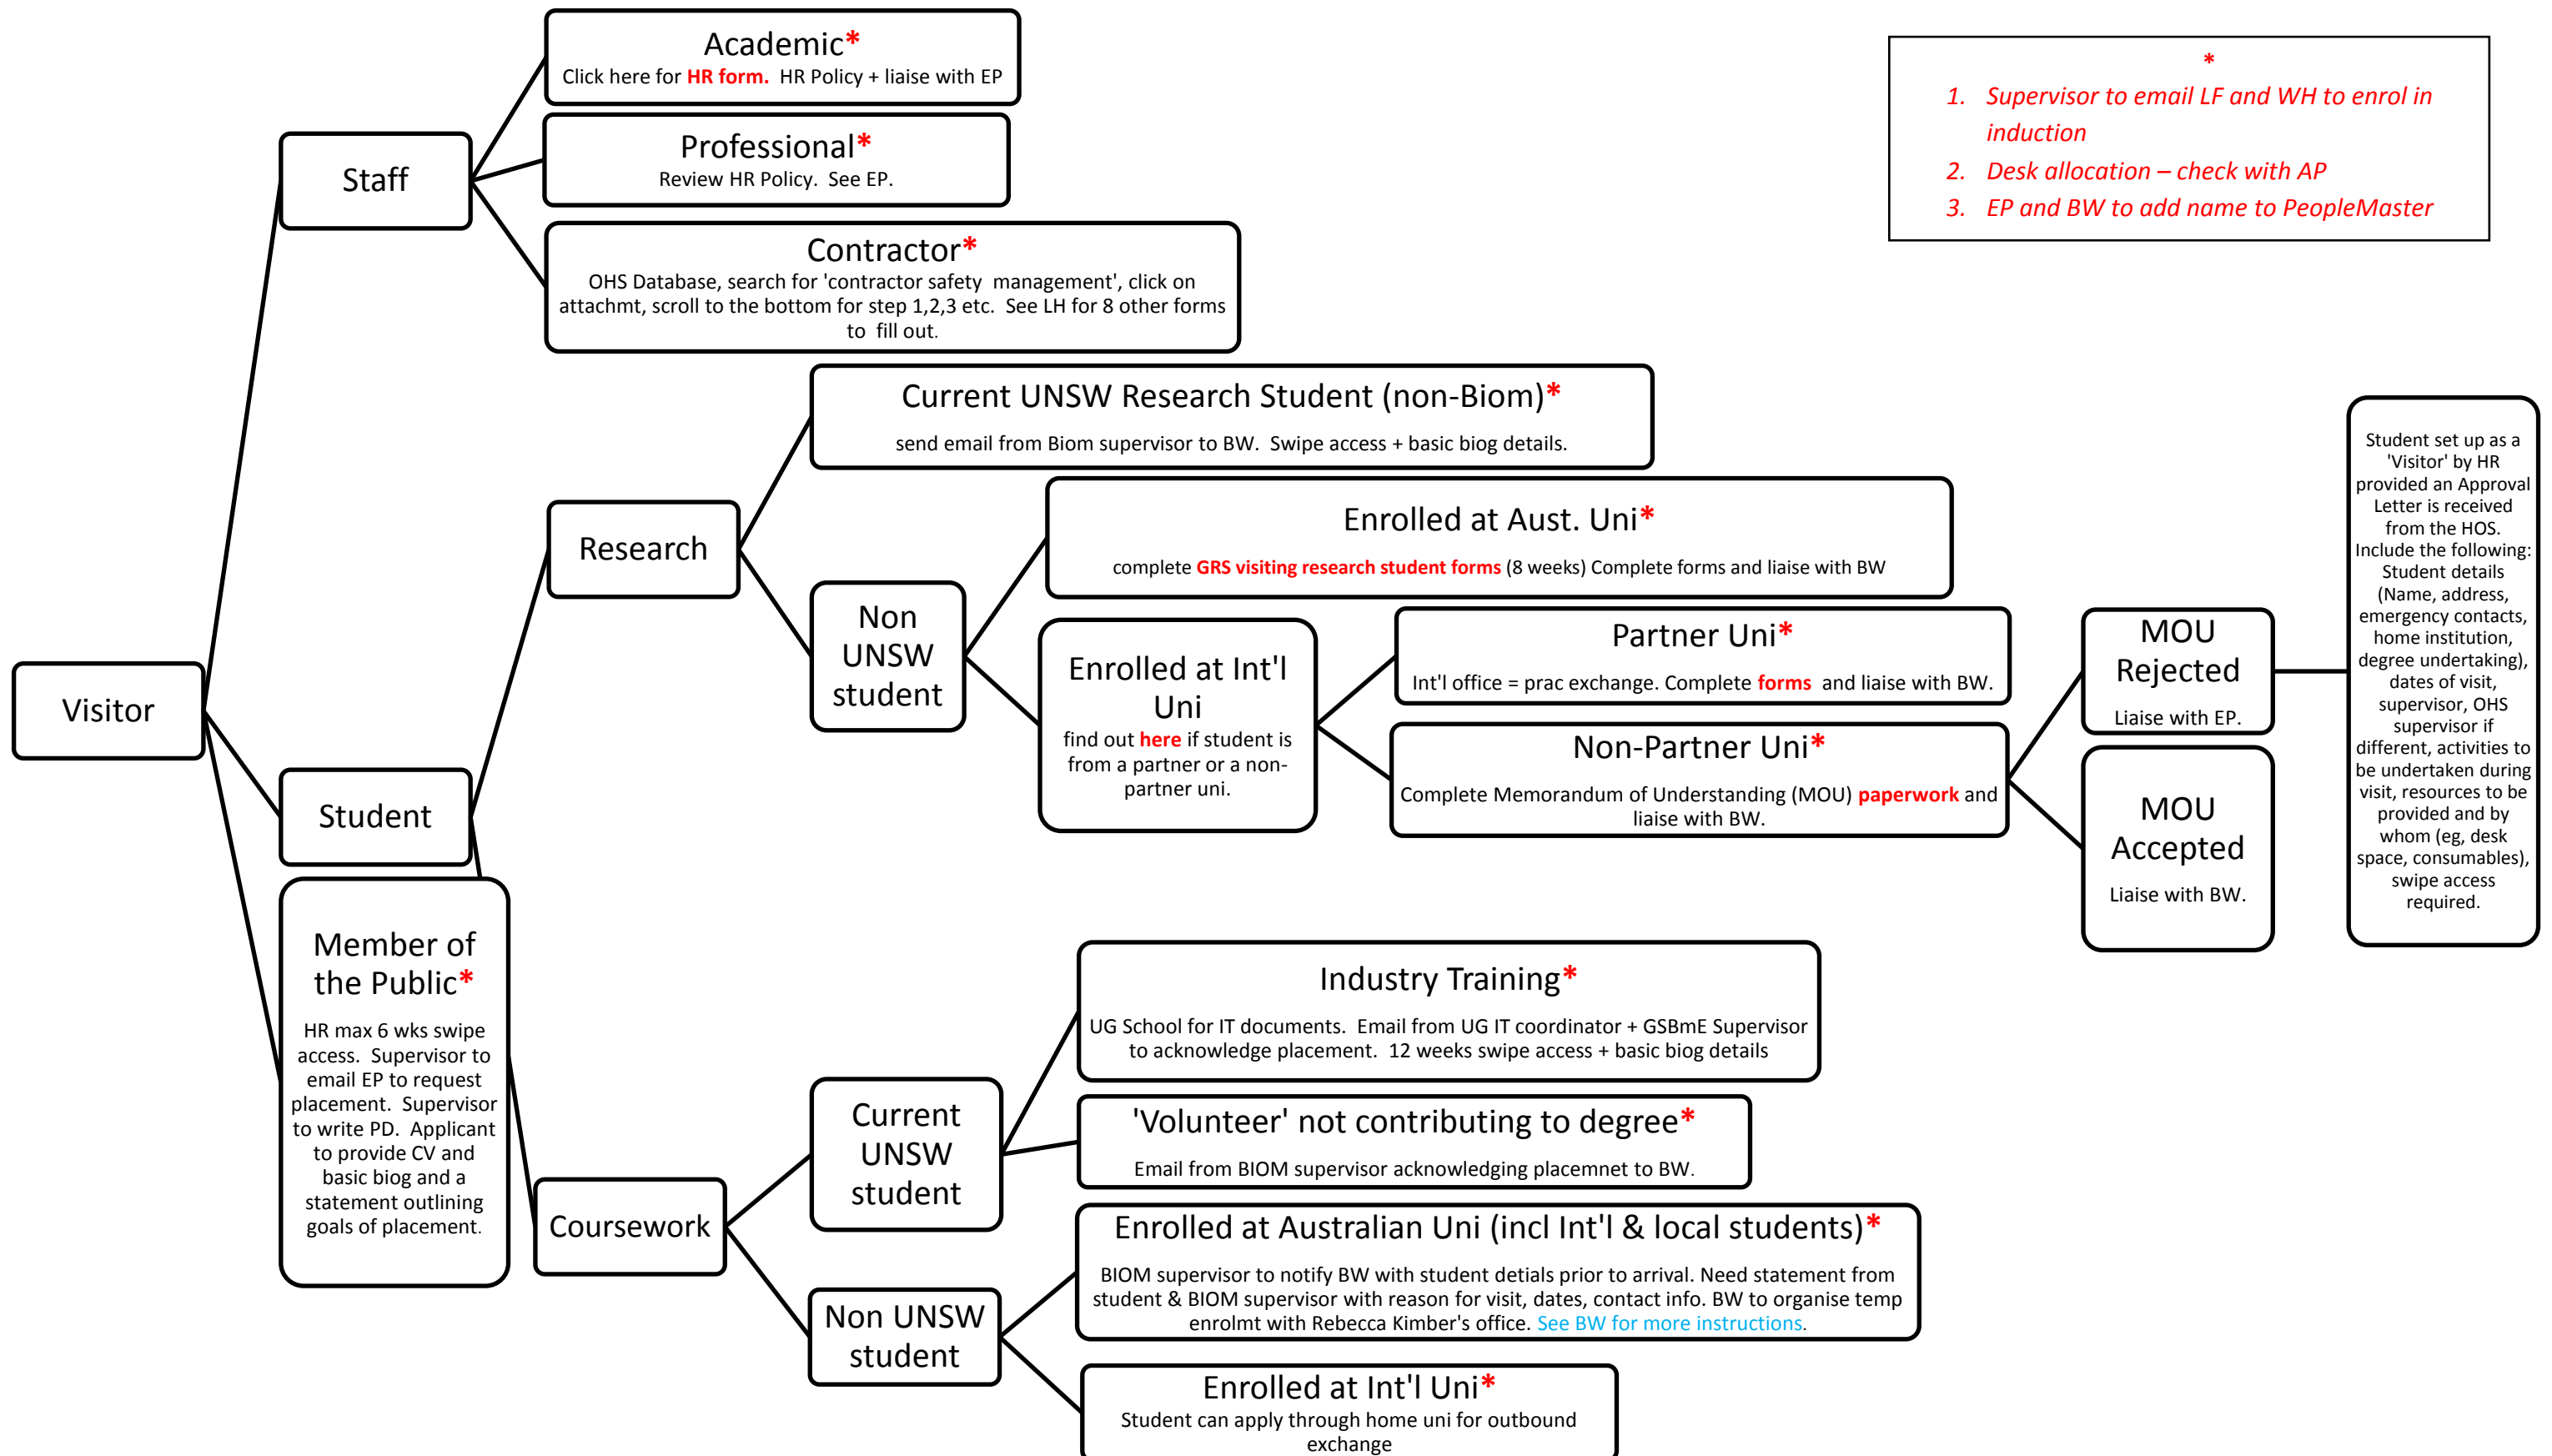 Academic*
Click here for HR form.  HR Policy + liaise with EP
Professional*
Review HR Policy.  See EP.
Contractor*
OHS Database, search for 'contractor safety  management', click on
attachmt, scroll to the bottom for step 1,2,3 etc.  See LH for 8 other forms
to  fill out.
*
1. Supervisor to email LF and WH to enrol in
induction
2. Desk allocation – check with AP
3. EP and BW to add name to PeopleMaster
Staff
Current UNSW Research Student (non-Biom)*
send email from Biom supervisor to BW.  Swipe access + basic biog details.
Research
Enrolled at Aust. Uni*
complete GRS visiting research student forms (8 weeks) Complete forms and liaise with BW
Non
UNSW
student
Enrolled at Int'l
Uni
find out here if student is
from a partner or a non-
partner uni.
Partner Uni*
Int'l office = prac exchange. Complete forms  and liaise with BW.
Non-Partner Uni*
Complete Memorandum of Understanding (MOU) paperwork and
liaise with BW.
MOU
Rejected
Liaise with EP.
MOU
Accepted
Liaise with BW.
Student set up as a
'Visitor' by HR
provided an Approval
Letter is received
from the HOS.
Include the following:
Student details
(Name, address,
emergency contacts,
home institution,
degree undertaking),
dates of visit,
supervisor, OHS
supervisor if
different, activities to
be undertaken during
visit, resources to be
provided and by
whom (eg, desk
space, consumables),
swipe access
required.
Visitor
Student
Member of
the Public*
HR max 6 wks swipe
access.  Supervisor to
email EP to request
placement.  Supervisor
to write PD.  Applicant
to provide CV and
basic biog and a
statement outlining
goals of placement.
Coursework
Current
UNSW
student
Industry Training*
UG School for IT documents.  Email from UG IT coordinator + GSBmE Supervisor
to acknowledge placement.  12 weeks swipe access + basic biog details
'Volunteer' not contributing to degree*
Email from BIOM supervisor acknowledging placemnet to BW.
Non UNSW
student
Enrolled at Australian Uni (incl Int'l & local students)*
BIOM supervisor to notify BW with student detials prior to arrival. Need statement from
student & BIOM supervisor with reason for visit, dates, contact info. BW to organise temp
enrolmt with Rebecca Kimber's office. See BW for more instructions.
Enrolled at Int'l Uni*
Student can apply through home uni for outbound
exchange